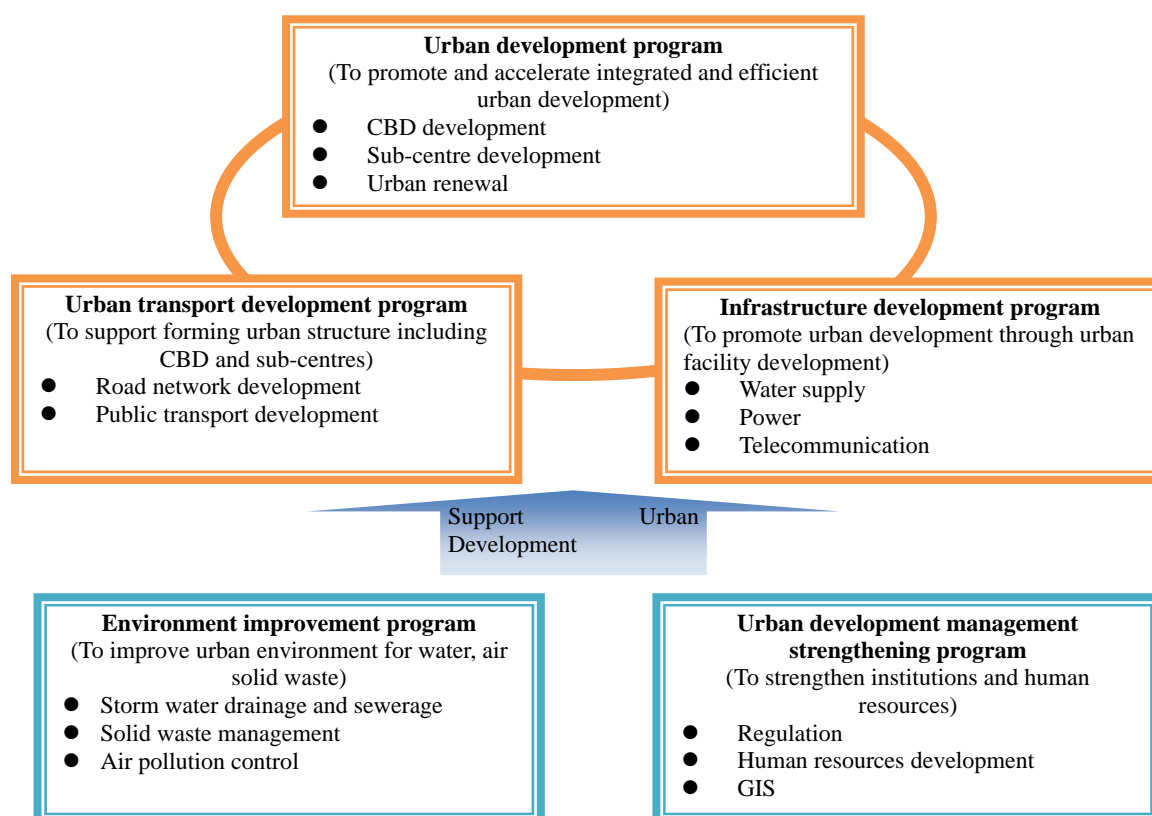 Urban development program
(To promote and accelerate integrated and efficient
urban development)
● CBD development
● Sub-centre development
● Urban renewal
Urban transport development program
(To support forming urban structure including
CBD and sub-centres)
● Road network development
● Public transport development
Infrastructure development program
(To promote urban development through urban
facility development)
● Water supply
● Power
● Telecommunication
Support Urban
Development
Environment improvement program
(To improve urban environment for water, air
solid waste)
● Storm water drainage and sewerage
● Solid waste management
● Air pollution control
Urban development management
strengthening program
(To strengthen institutions and human
resources)
● Regulation
● Human resources development
● GIS